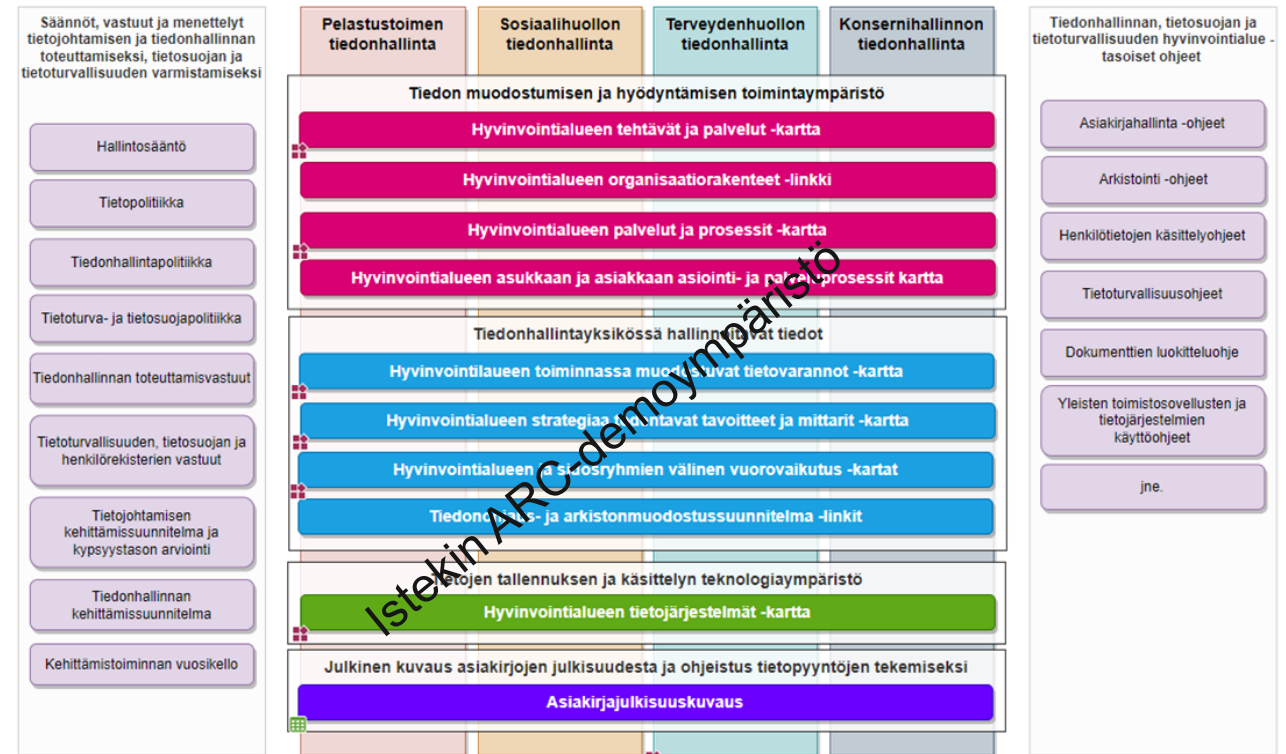 Säännöt, vastuut ja menettelyt
tietojohtamisen ja tiedonhallinnan
toteuttamiseksi, tietosuojan ja
tietoturvallisuuden varmistamiseksi
Hallintosääntö
Tietopolitiikka
Tiedonhallintapolitiikka
Tietoturva- ja tietosuojapolitiikka
Tiedonhallinnan toteuttamisvastuut
Tietoturvallisuuden, tietosuojan ja
henkilörekisterien vastuut
Tietojohtamisen
kehittämissuunnitelma ja
kypsyystason arviointi
Tiedonhallinnan
kehittämissuunnitelma
Kehittämistoiminnan vuosikello
Pelastustoimen
tiedonhallinta
Sosiaalihuollon
tiedonhallinta
Terveydenhuollon
tiedonhallinta
Konsernihallinnon
tiedonhallinta
Tiedon muodostumisen ja hyödyntämisen toimintaympäristö
Hyvinvointialueen tehtävät ja palvelut -kartta
Hyvinvointialueen organisaatiorakenteet -linkki
Hyvinvointialueen palvelut ja prosessit -kartta
Hyvinvointialueen asukkaan ja asiakkaan asiointi- ja palveluprosessit kartta
Tiedonhallintayksikössä hallinnoitavat tiedot
Hyvinvointilaueen toiminnassa muodostuvat tietovarannot -kartta
Hyvinvointialueen strategiaa todentavat tavoitteet ja mittarit -kartta
Hyvinvointialueen ja sidosryhmien välinen vuorovaikutus -kartat
Tiedonohjaus- ja arkistonmuodostussuunnitelma -linkit
Tietojen tallennuksen ja käsittelyn teknologiaympäristö
Hyvinvointialueen tietojärjestelmät -kartta
Julkinen kuvaus asiakirjojen julkisuudesta ja ohjeistus tietopyyntöjen tekemiseksi
Asiakirjajulkisuuskuvaus
Istekin ARC-demoympäristö
Tiedonhallinnan, tietosuojan ja
tietoturvallisuuden hyvinvointialue -
tasoiset ohjeet
Asiakirjahallinta -ohjeet
Arkistointi -ohjeet
Henkilötietojen käsittelyohjeet
Tietoturvallisuusohjeet
Dokumenttien luokitteluohje
Yleisten toimistosovellusten ja
tietojärjestelmien
käyttöohjeet
jne.